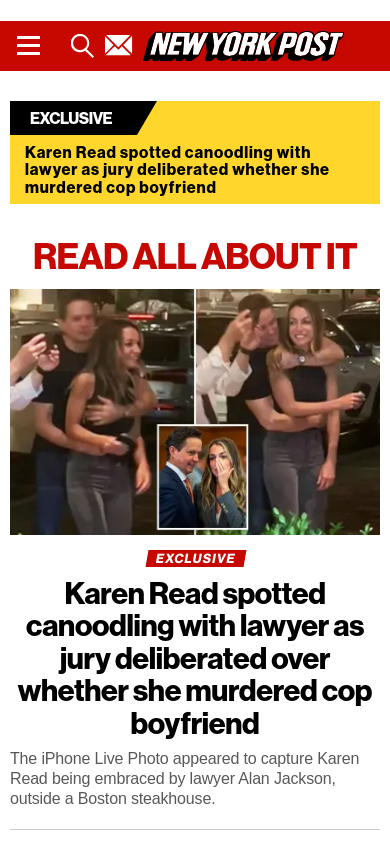 NEW YORK POST
EXCLUSIVE
Karen Read spotted canoodling with
lawyer as jury deliberated whether she
murdered cop boyfriend
READ ALL ABOUT IT
EXCLUSIVE
Karen Read spotted
canoodling with lawyer as
jury deliberated over
whether she murdered cop
boyfriend
The iPhone Live Photo appeared to capture Karen
Read being embraced by lawyer Alan Jackson,
outside a Boston steakhouse.